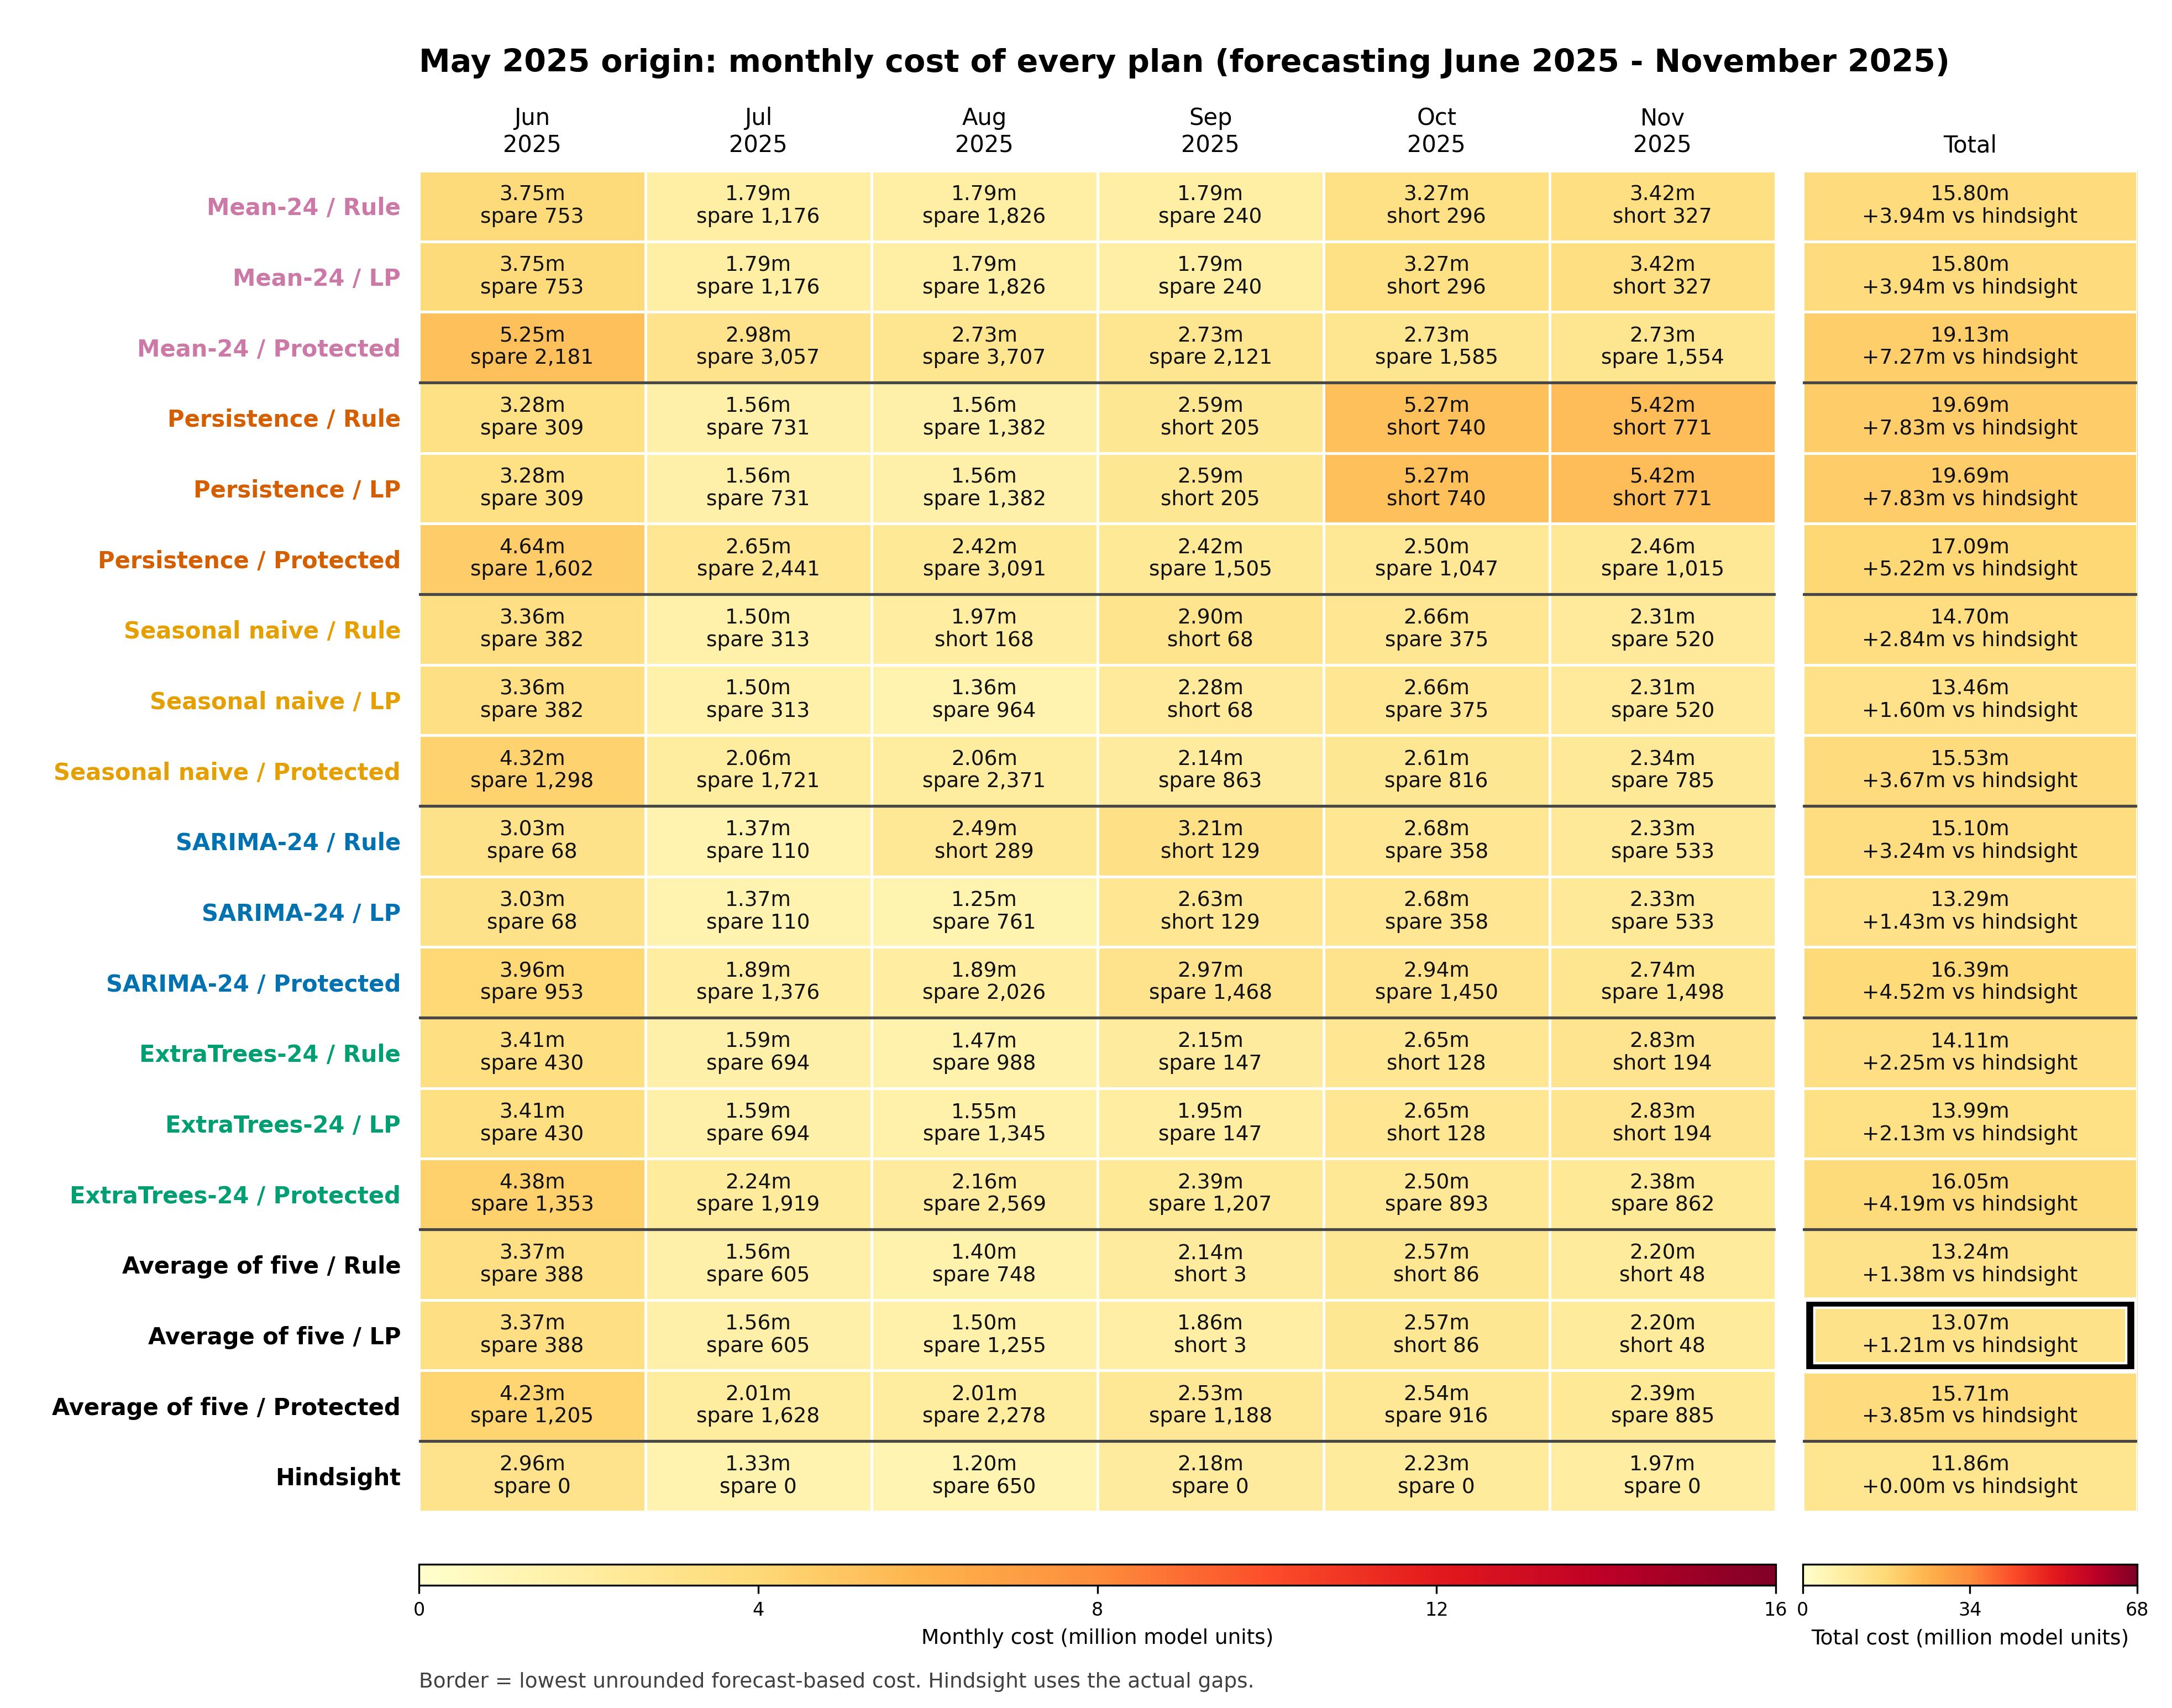 May 2025 origin: monthly cost of every plan (forecasting June 2025 - November 2025)
Jun Jul Aug Sep Oct Nov
2025 2025 2025 2025 2025 2025 Total
3.75m 1.79m 1.79m 1.79m 3.27m 3.42m 15.80m
Mean-24 / Rule
spare 753 spare 1,176 spare 1,826 spare 240 short 296 short 327 +3.94m vs hindsight
3.75m 1.79m 1.79m 1.79m 3.27m 3.42m 15.80m
Mean-24 / LP
spare 753 spare 1,176 spare 1,826 spare 240 short 296 short 327 +3.94m vs hindsight
5.25m 2.98m 2.73m 2.73m 2.73m 2.73m 19.13m
Mean-24 / Protected
spare 2,181 spare 3,057 spare 3,707 spare 2,121 spare 1,585 spare 1,554 +7.27m vs hindsight
3.28m 1.56m 1.56m 2.59m 5.27m 5.42m 19.69m
Persistence / Rule
spare 309 spare 731 spare 1,382 short 205 short 740 short 771 +7.83m vs hindsight
3.28m 1.56m 1.56m 2.59m 5.27m 5.42m 19.69m
Persistence / LP
spare 309 spare 731 spare 1,382 short 205 short 740 short 771 +7.83m vs hindsight
4.64m 2.65m 2.42m 2.42m 2.50m 2.46m 17.09m
Persistence / Protected
spare 1,602 spare 2,441 spare 3,091 spare 1,505 spare 1,047 spare 1,015 +5.22m vs hindsight
3.36m 1.50m 1.97m 2.90m 2.66m 2.31m 14.70m
Seasonal naive / Rule
spare 382 spare 313 short 168 short 68 spare 375 spare 520 +2.84m vs hindsight
3.36m 1.50m 1.36m 2.28m 2.66m 2.31m 13.46m
Seasonal naive / LP
spare 382 spare 313 spare 964 short 68 spare 375 spare 520 +1.60m vs hindsight
4.32m 2.06m 2.06m 2.14m 2.61m 2.34m 15.53m
Seasonal naive / Protected
spare 1,298 spare 1,721 spare 2,371 spare 863 spare 816 spare 785 +3.67m vs hindsight
3.03m 1.37m 2.49m 3.21m 2.68m 2.33m 15.10m
SARIMA-24 / Rule
spare 68 spare 110 short 289 short 129 spare 358 spare 533 +3.24m vs hindsight
3.03m 1.37m 1.25m 2.63m 2.68m 2.33m 13.29m
SARIMA-24 / LP
spare 68 spare 110 spare 761 short 129 spare 358 spare 533 +1.43m vs hindsight
3.96m 1.89m 1.89m 2.97m 2.94m 2.74m 16.39m
SARIMA-24 / Protected
spare 953 spare 1,376 spare 2,026 spare 1,468 spare 1,450 spare 1,498 +4.52m vs hindsight
3.41m 1.59m 1.47m 2.15m 2.65m 2.83m 14.11m
ExtraTrees-24 / Rule
spare 430 spare 694 spare 988 spare 147 short 128 short 194 +2.25m vs hindsight
3.41m 1.59m 1.55m 1.95m 2.65m 2.83m 13.99m
ExtraTrees-24 / LP
spare 430 spare 694 spare 1,345 spare 147 short 128 short 194 +2.13m vs hindsight
4.38m 2.24m 2.16m 2.39m 2.50m 2.38m 16.05m
ExtraTrees-24 / Protected
spare 1,353 spare 1,919 spare 2,569 spare 1,207 spare 893 spare 862 +4.19m vs hindsight
3.37m 1.56m 1.40m 2.14m 2.57m 2.20m 13.24m
Average of five / Rule
spare 388 spare 605 spare 748 short 3 short 86 short 48 +1.38m vs hindsight
3.37m 1.56m 1.50m 1.86m 2.57m 2.20m 13.07m
Average of five / LP
spare 388 spare 605 spare 1,255 short 3 short 86 short 48 +1.21m vs hindsight
4.23m 2.01m 2.01m 2.53m 2.54m 2.39m 15.71m
Average of five / Protected
spare 1,205 spare 1,628 spare 2,278 spare 1,188 spare 916 spare 885 +3.85m vs hindsight
2.96m 1.33m 1.20m 2.18m 2.23m 1.97m 11.86m
Hindsight
spare 0 spare 0 spare 650 spare 0 spare 0 spare 0 +0.00m vs hindsight
0 4 8 12 16 0 34 68
Monthly cost (million model units) Total cost (million model units)
Border = lowest unrounded forecast-based cost. Hindsight uses the actual gaps.